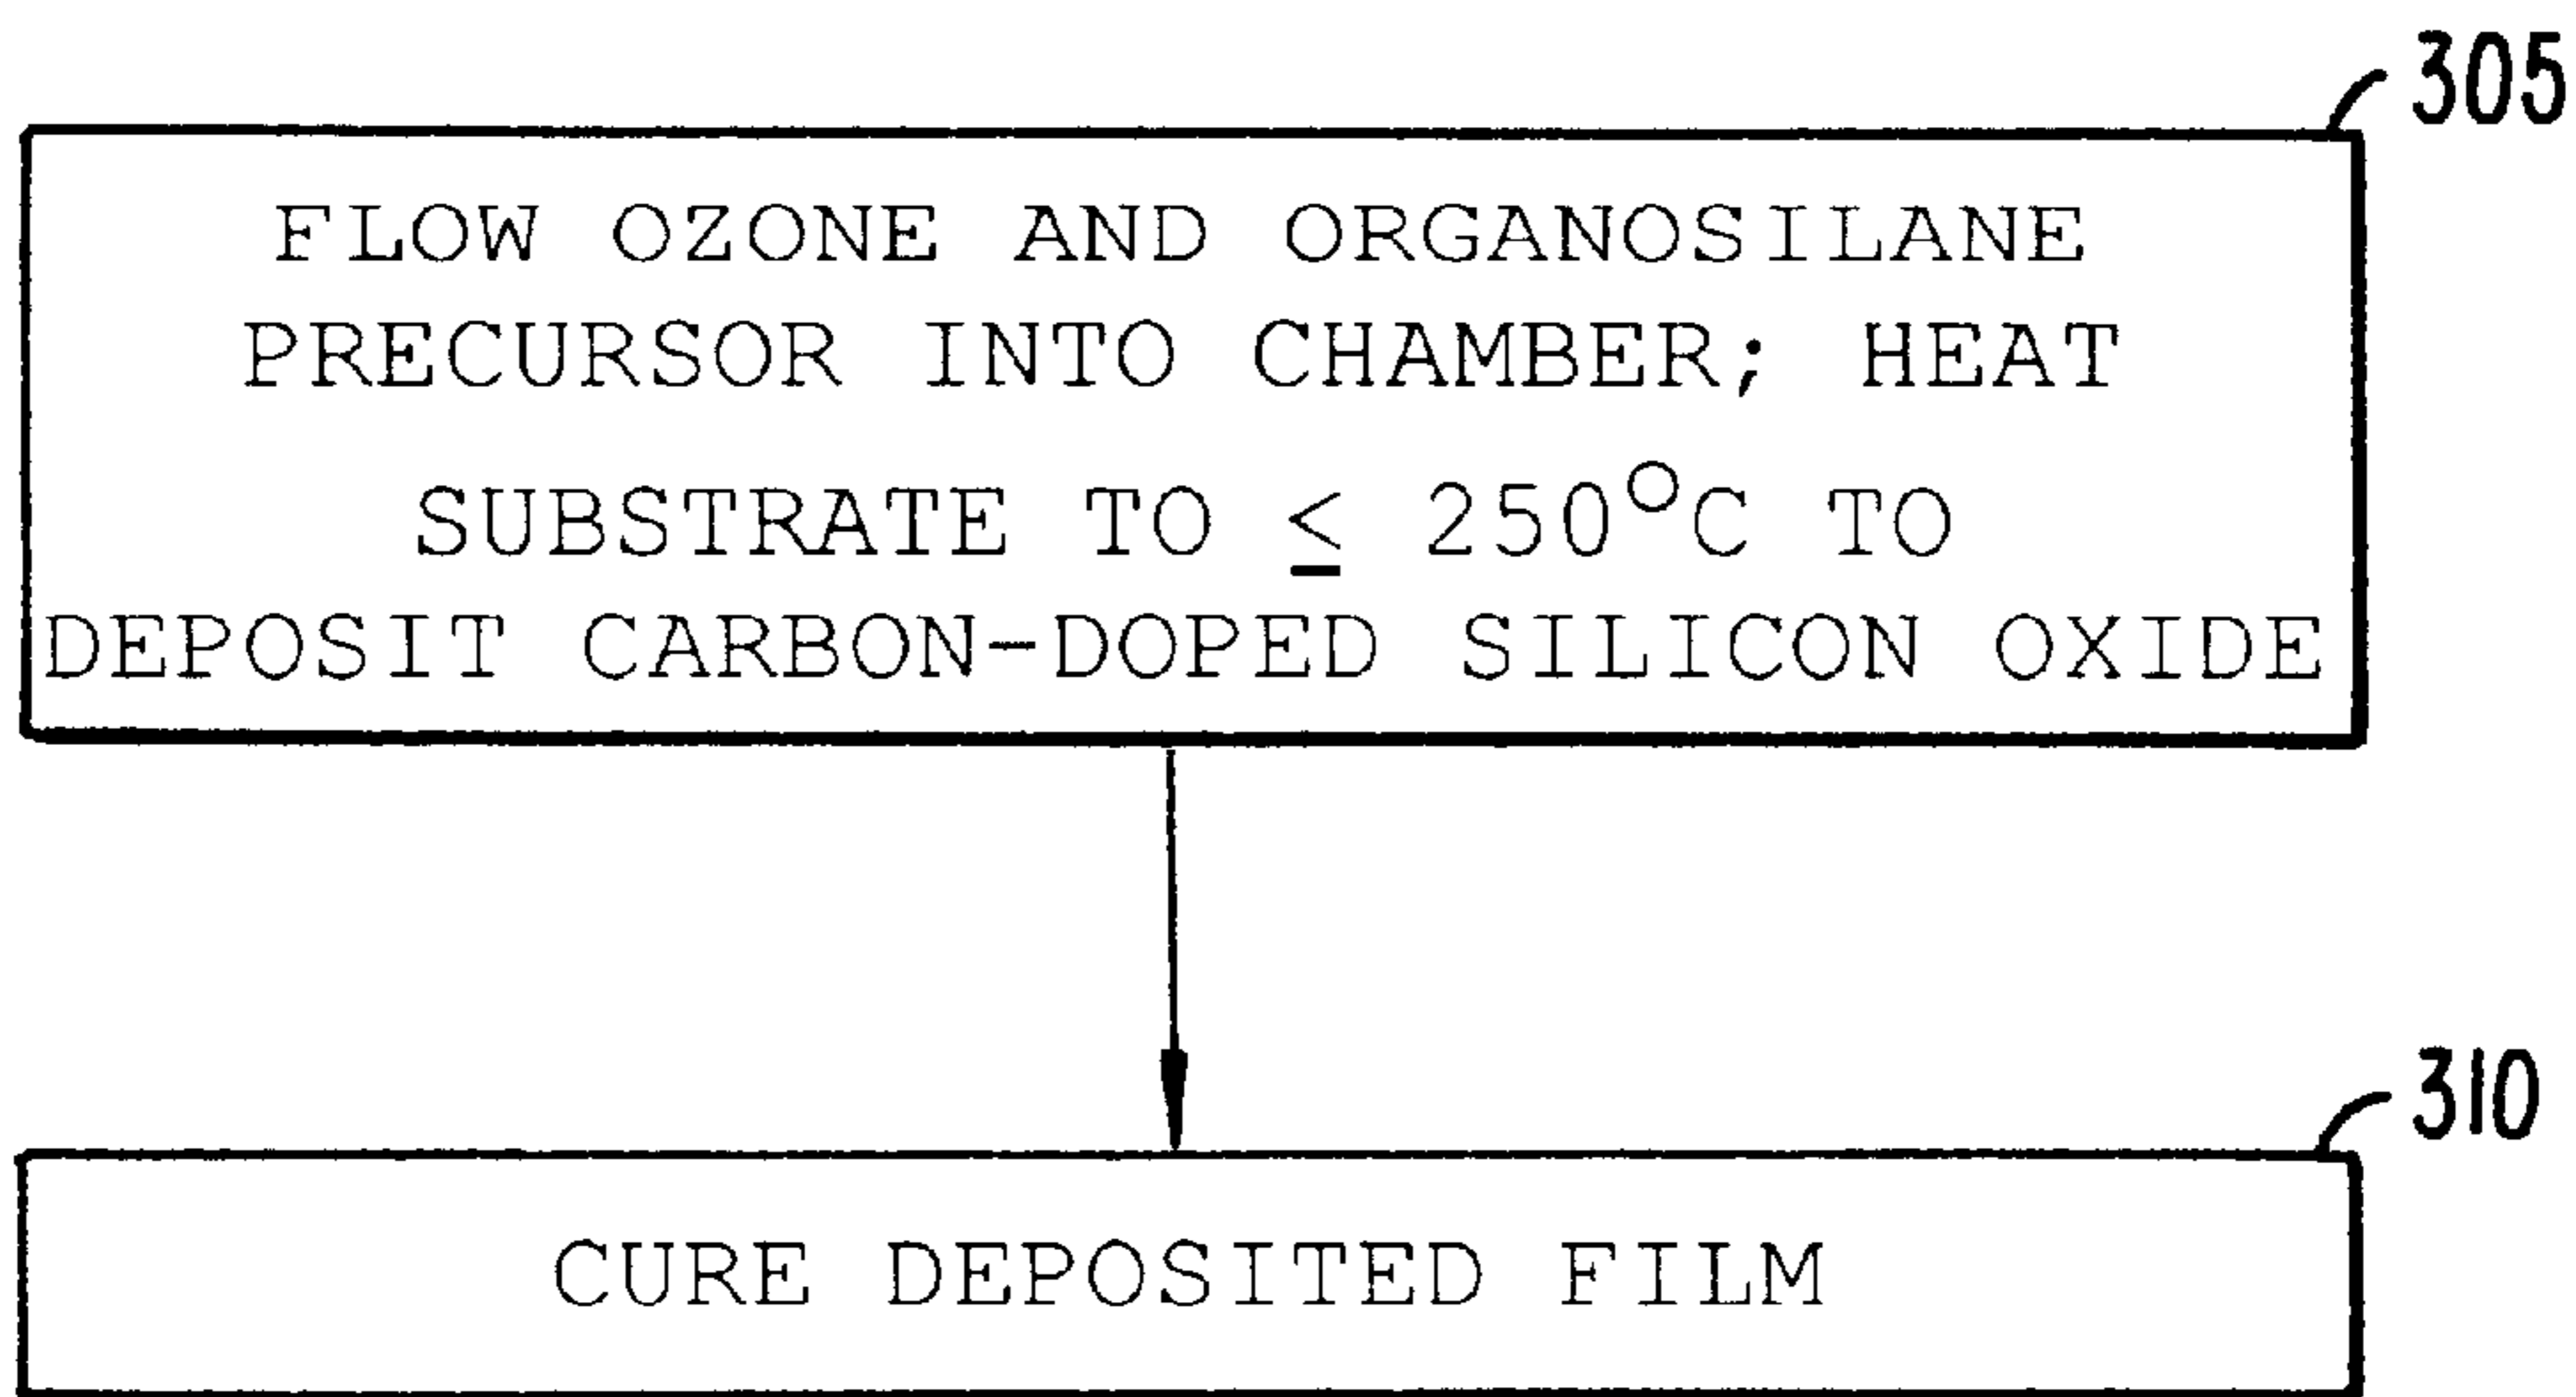 305
FLOW OZONE AND ORGANOSILANE
PRECURSOR INTO CHAMBER; HEAT
SUBSTRATE TO ≤ 250°C TO
DEPOSIT CARBON-DOPED SILICON OXIDE
310
CURE DEPOSITED FILM